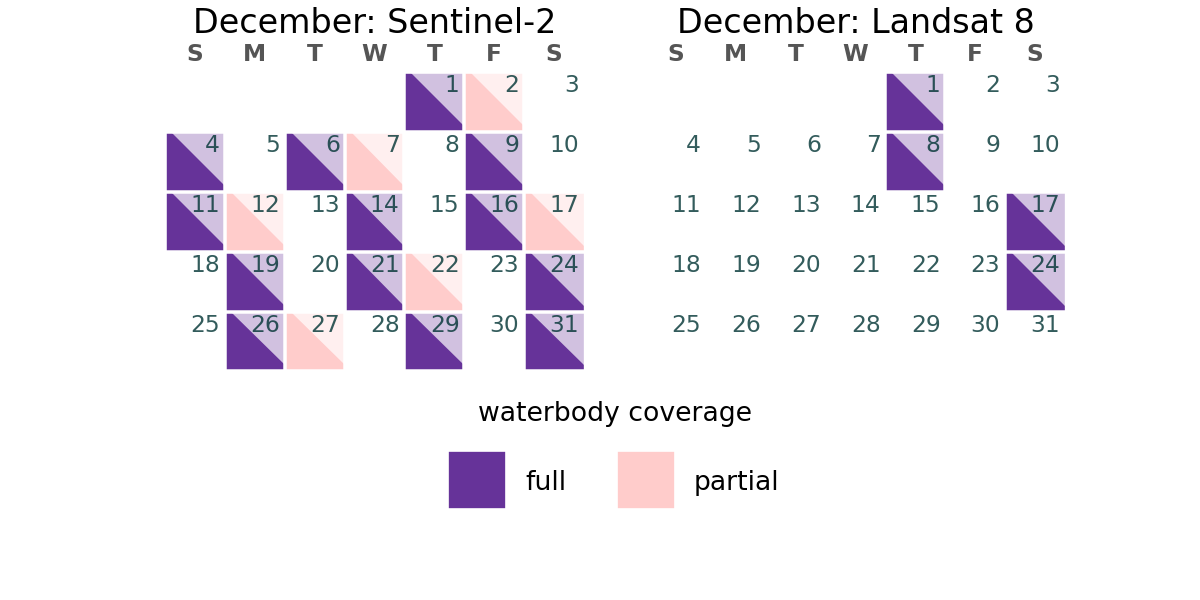 December: Sentinel-2
S M T W T F S
1 2 3
4 5 6 7 8 9 10
11 12 13 14 15 16 17
18 19 20 21 22 23 24
25 26 27 28 29 30 31
December: Landsat 8
S M T W T F S
1 2 3
4 5 6 7 8 9 10
11 12 13 14 15 16 17
18 19 20 21 22 23 24
25 26 27 28 29 30 31
waterbody coverage
full partial